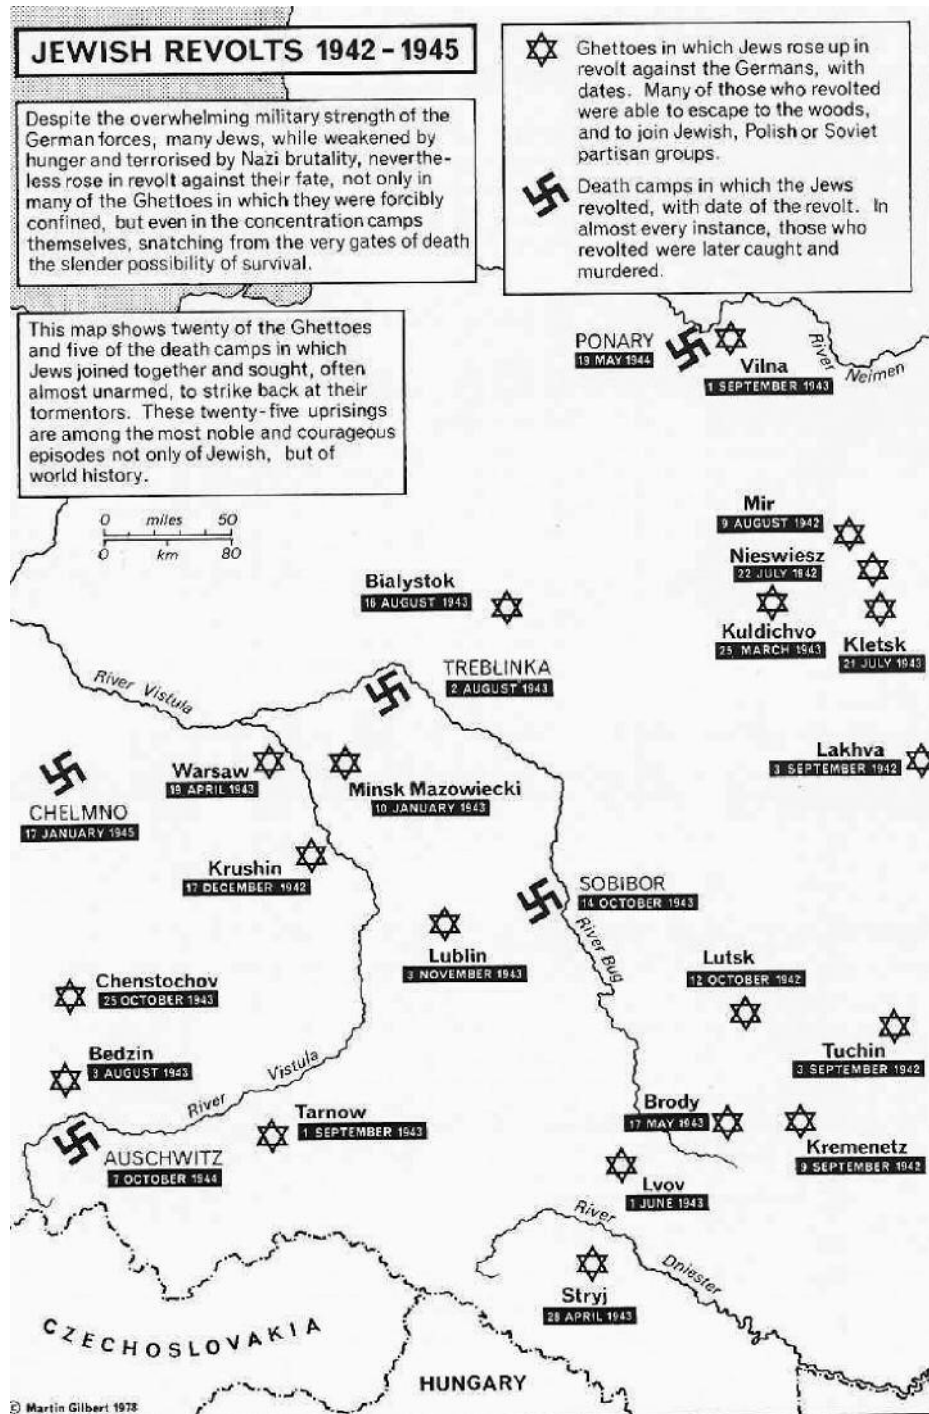 JEWISH REVOLTS 1942-1945
Despite the overwhelming military strength of the
German forces, many Jews, while weakened by
hunger and terrorised by Nazi brutality, neverthe-
less rose in revolt against their fate, not only in
many of the Ghettoes in which they were forcibly
confined, but even in the concentration camps
themselves, snatching from the very gates of death
the slender possibility of survival.
This map shows twenty of the Ghettoes
and five of the death camps in which
Jews joined together and sought, often
almost unarmed, to strike back at their
tormentors. These twenty-five uprisings
are among the most noble and courageous
episodes not only of Jewish, but of
world history.
Ghettoes in which Jews rose up in
revolt against the Germans, with
dates. Many of those who revolted
were able to escape to the woods,
and to join Jewish, Polish or Soviet
partisan groups.
Death camps in which the Jews
revolted, with date of the revolt. In
almost every instance, those who
revolted were later caught and
murdered.
0 miles 50
0 km 80
PONARY
19 MAY 1944
Vilna
1 SEPTEMBER 1943
River Neimen
Mir
9 AUGUST 1942
Nieswiesz
22 JULY 1942
Kuldichvo
25 MARCH 1943
Kletsk
21 JULY 1943
Bialystok
16 AUGUST 1943
TREBLINKA
2 AUGUST 1943
River Vistula
Warsaw
19 APRIL 1943
Minsk Mazowiecki
10 JANUARY 1943
Lakhva
3 SEPTEMBER 1942
CHELMNO
17 JANUARY 1945
Krushin
17 DECEMBER 1942
SOBIBOR
14 OCTOBER 1943
River Bug
Lublin
3 NOVEMBER 1943
Lutsk
12 OCTOBER 1942
Chenstochov
25 OCTOBER 1943
Tuchin
3 SEPTEMBER 1942
Bedzin
3 AUGUST 1943
River Vistula
Tarnow
1 SEPTEMBER 1943
Brody
17 MAY 1943
Kremenetz
9 SEPTEMBER 1942
AUSCHWITZ
7 OCTOBER 1944
Lvov
1 JUNE 1943
River Dniester
Stryj
28 APRIL 1943
CZECHOSLOVAKIA
HUNGARY
© Martin Gilbert 1978